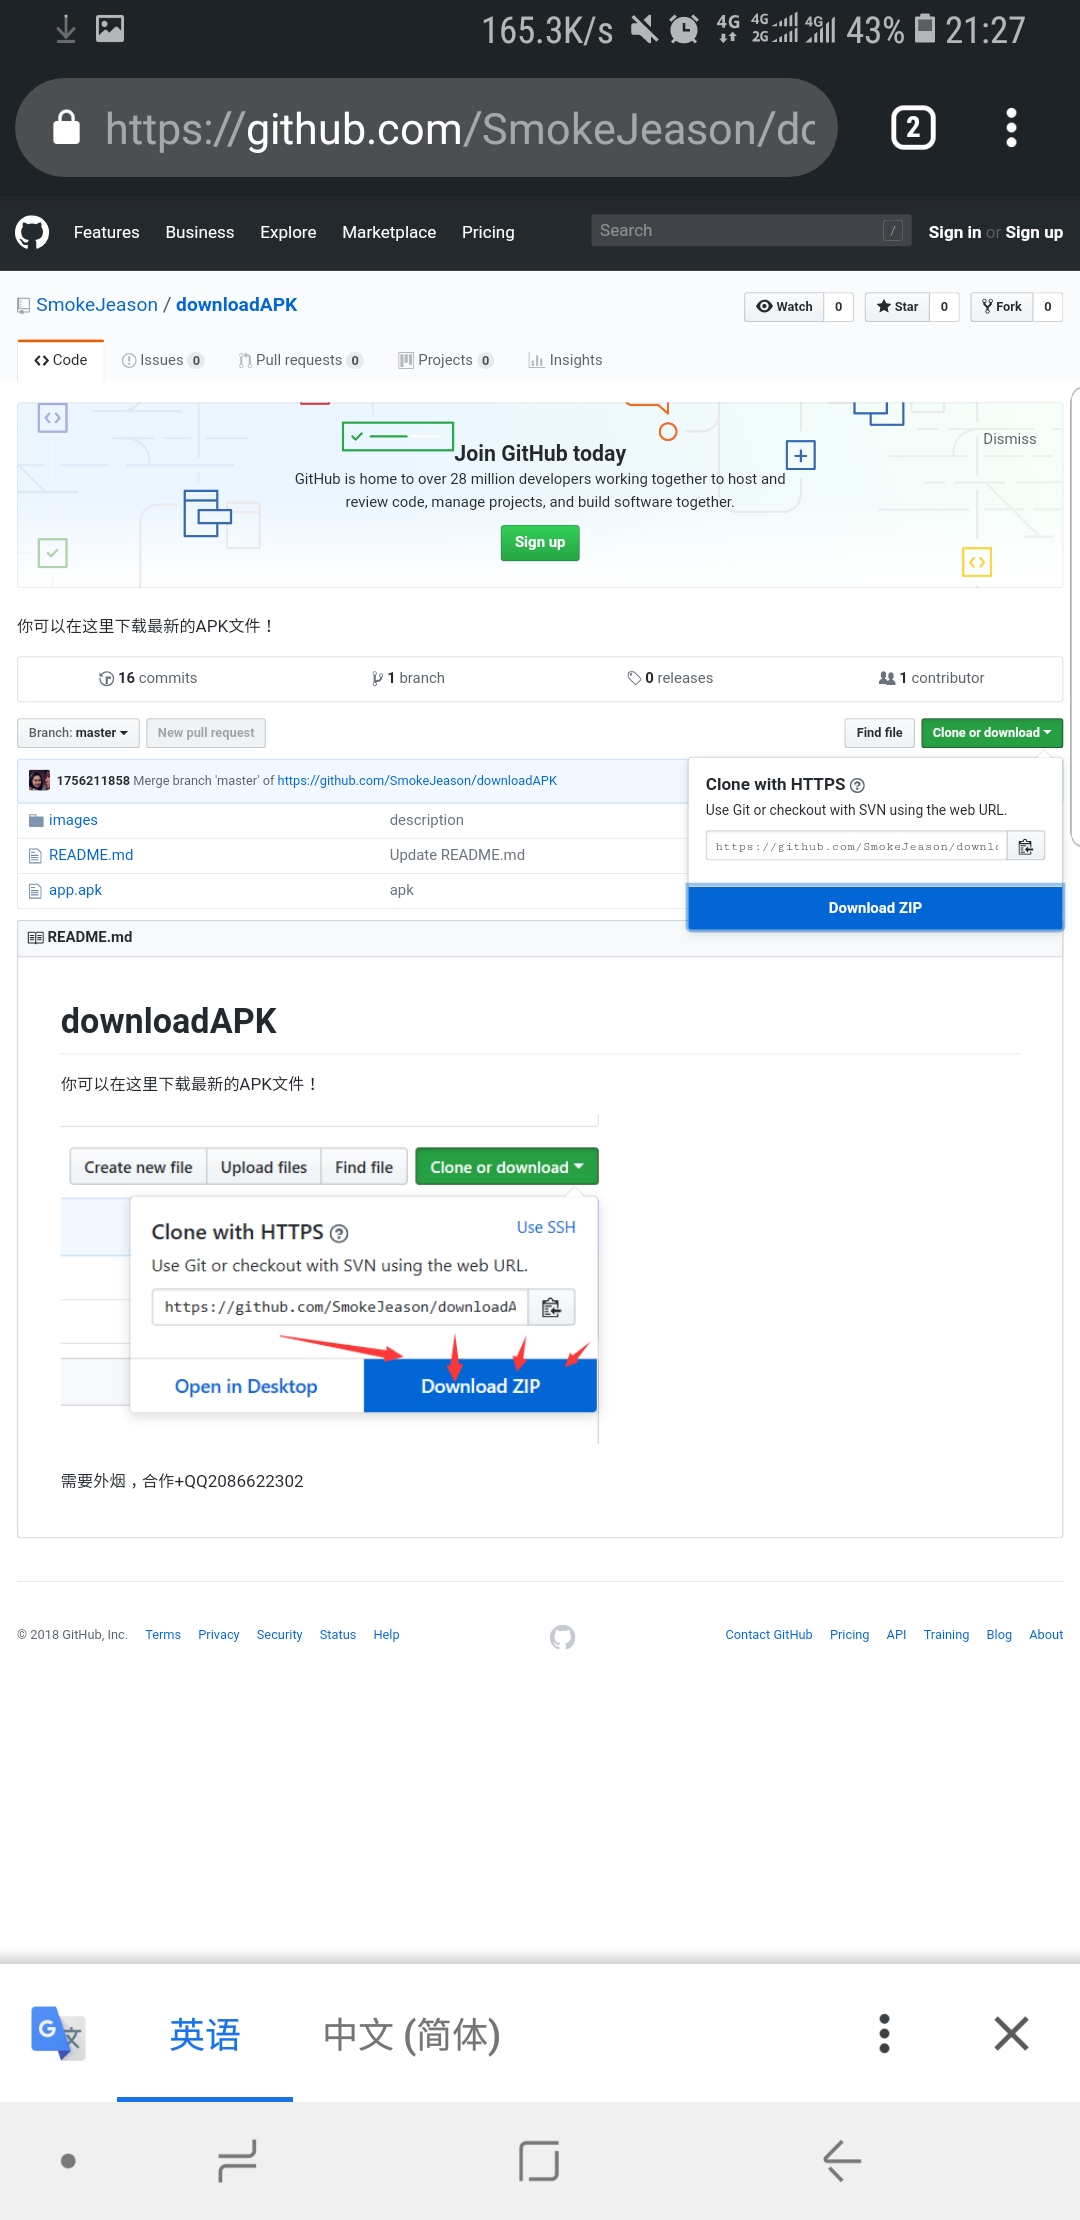 165.3K/s 4G 4G 2G 4G 43% 21:27
https://github.com/SmokeJeason/do
2
Features Business Explore Marketplace Pricing Search / Sign in or Sign up
SmokeJeason / downloadAPK
Watch 0 Star 0 Fork 0
Code Issues 0 Pull requests 0 Projects 0 Insights
Dismiss
Join GitHub today
GitHub is home to over 28 million developers working together to host and
review code, manage projects, and build software together.
Sign up
你可以在这里下载最新的APK文件！
16 commits 1 branch 0 releases 1 contributor
Branch: master New pull request Find file Clone or download
1756211858 Merge branch 'master' of https://github.com/SmokeJeason/downloadAPK
Clone with HTTPS ?
Use Git or checkout with SVN using the web URL.
https://github.com/SmokeJeason/downlo
Download ZIP
images description
README.md Update README.md
app.apk apk
README.md
downloadAPK
你可以在这里下载最新的APK文件！
Create new file Upload files Find file Clone or download
Clone with HTTPS ? Use SSH
Use Git or checkout with SVN using the web URL.
https://github.com/SmokeJeason/downloadA
Open in Desktop Download ZIP
需要外烟，合作+QQ2086622302
© 2018 GitHub, Inc. Terms Privacy Security Status Help Contact GitHub Pricing API Training Blog About
G 文 英语 中文 (简体)